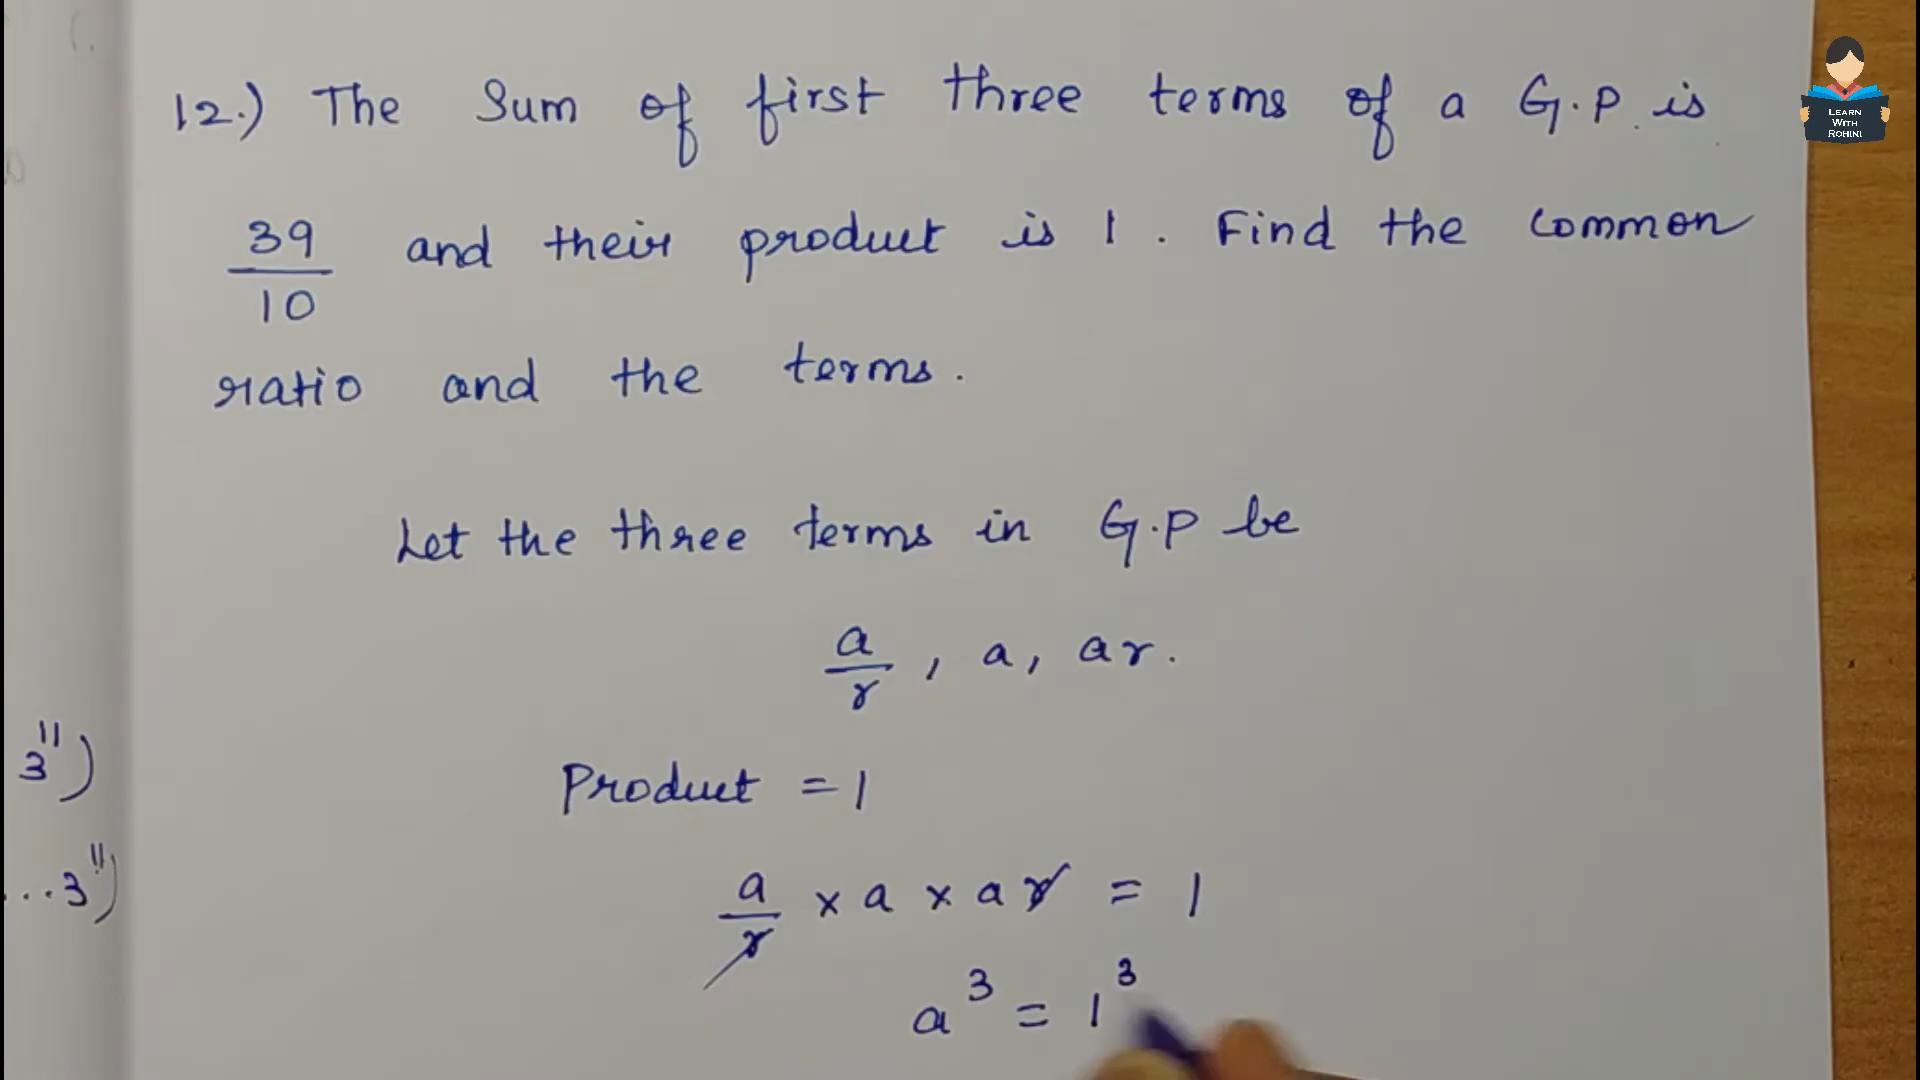 12.) The Sum of first three terms of a G.P. is
39/10 and their product is 1. Find the common
ratio and the terms.
Let the three terms in G.P be
a/r, a, ar.
Product = 1
a/r × a × ar = 1
a³ = 1³
3")
...3")
LEARN
WITH
ROHINI